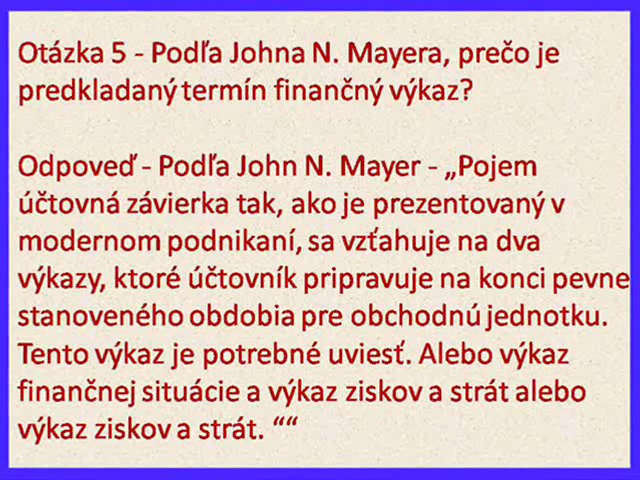 Otázka 5 - Podľa Johna N. Mayera, prečo je
predkladaný termín finančný výkaz?
Odpoveď - Podľa John N. Mayer - „Pojem
účtovná závierka tak, ako je prezentovaný v
modernom podnikaní, sa vzťahuje na dva
výkazy, ktoré účtovník pripravuje na konci pevne
stanoveného obdobia pre obchodnú jednotku.
Tento výkaz je potrebné uviesť. Alebo výkaz
finančnej situácie a výkaz ziskov a strát alebo
výkaz ziskov a strát. ““